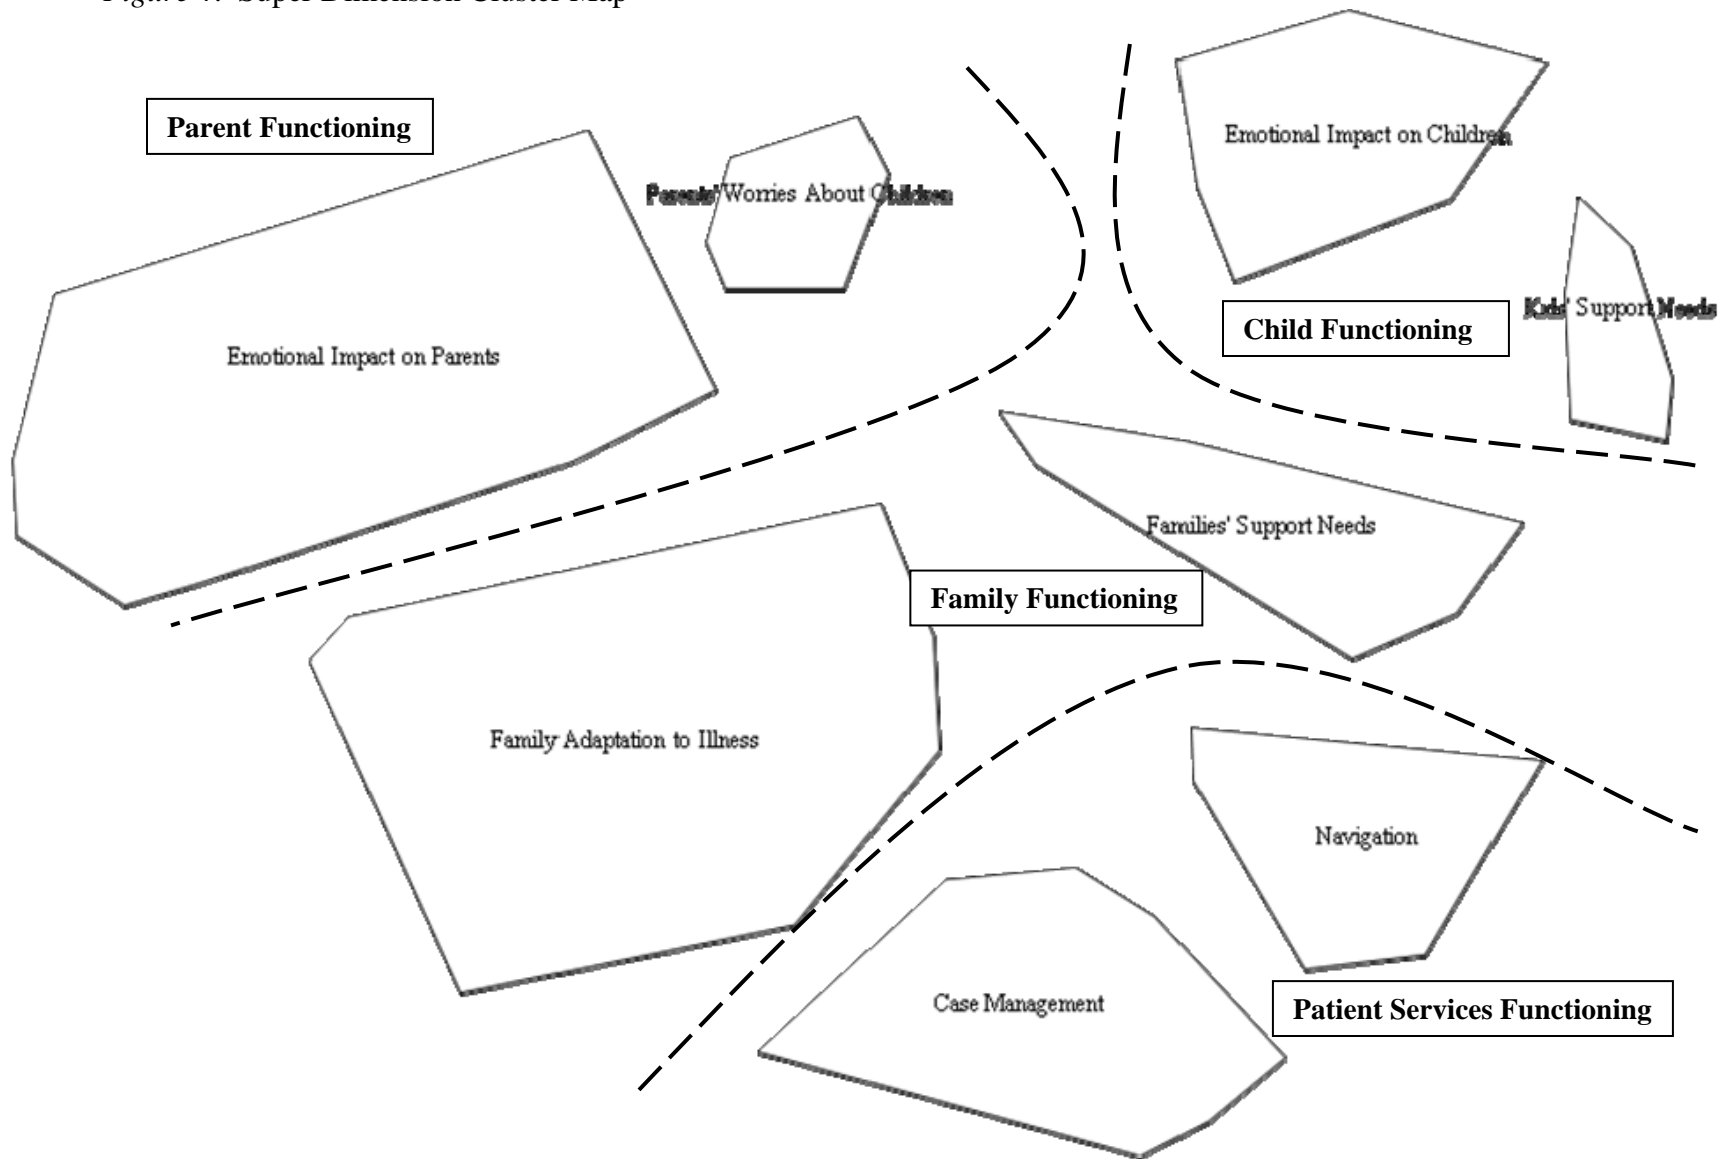 Super Dimension Cluster Map
Parent Functioning
Emotional Impact on Children
Parents' Worries About Children
Kids' Support Needs
Child Functioning
Emotional Impact on Parents
Families' Support Needs
Family Functioning
Family Adaptation to Illness
Navigation
Case Management
Patient Services Functioning